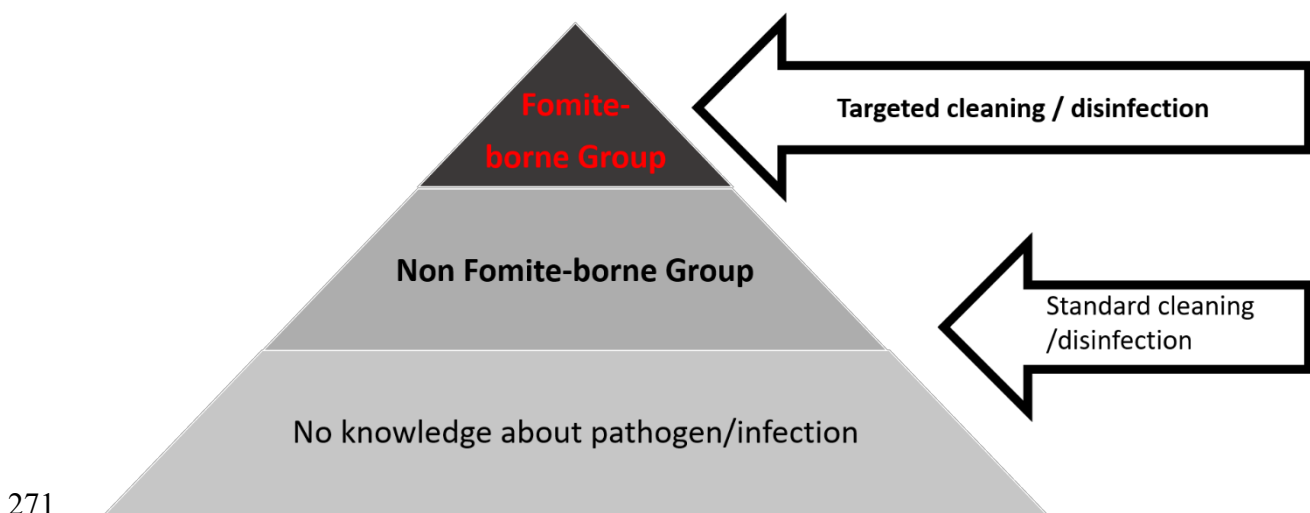 Fomite-
borne Group
Targeted cleaning / disinfection
Non Fomite-borne Group
Standard cleaning
/disinfection
No knowledge about pathogen/infection
271